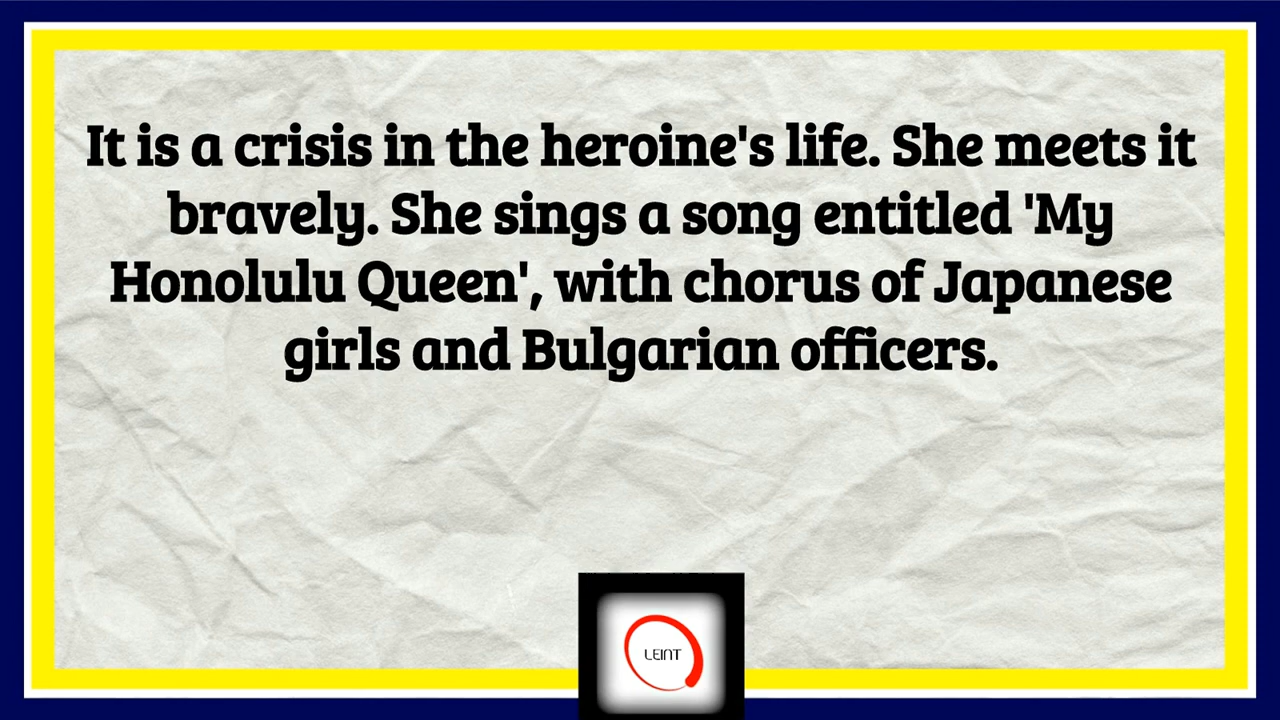 It is a crisis in the heroine's life. She meets it
bravely. She sings a song entitled 'My
Honolulu Queen', with chorus of Japanese
girls and Bulgarian officers.
LEINT